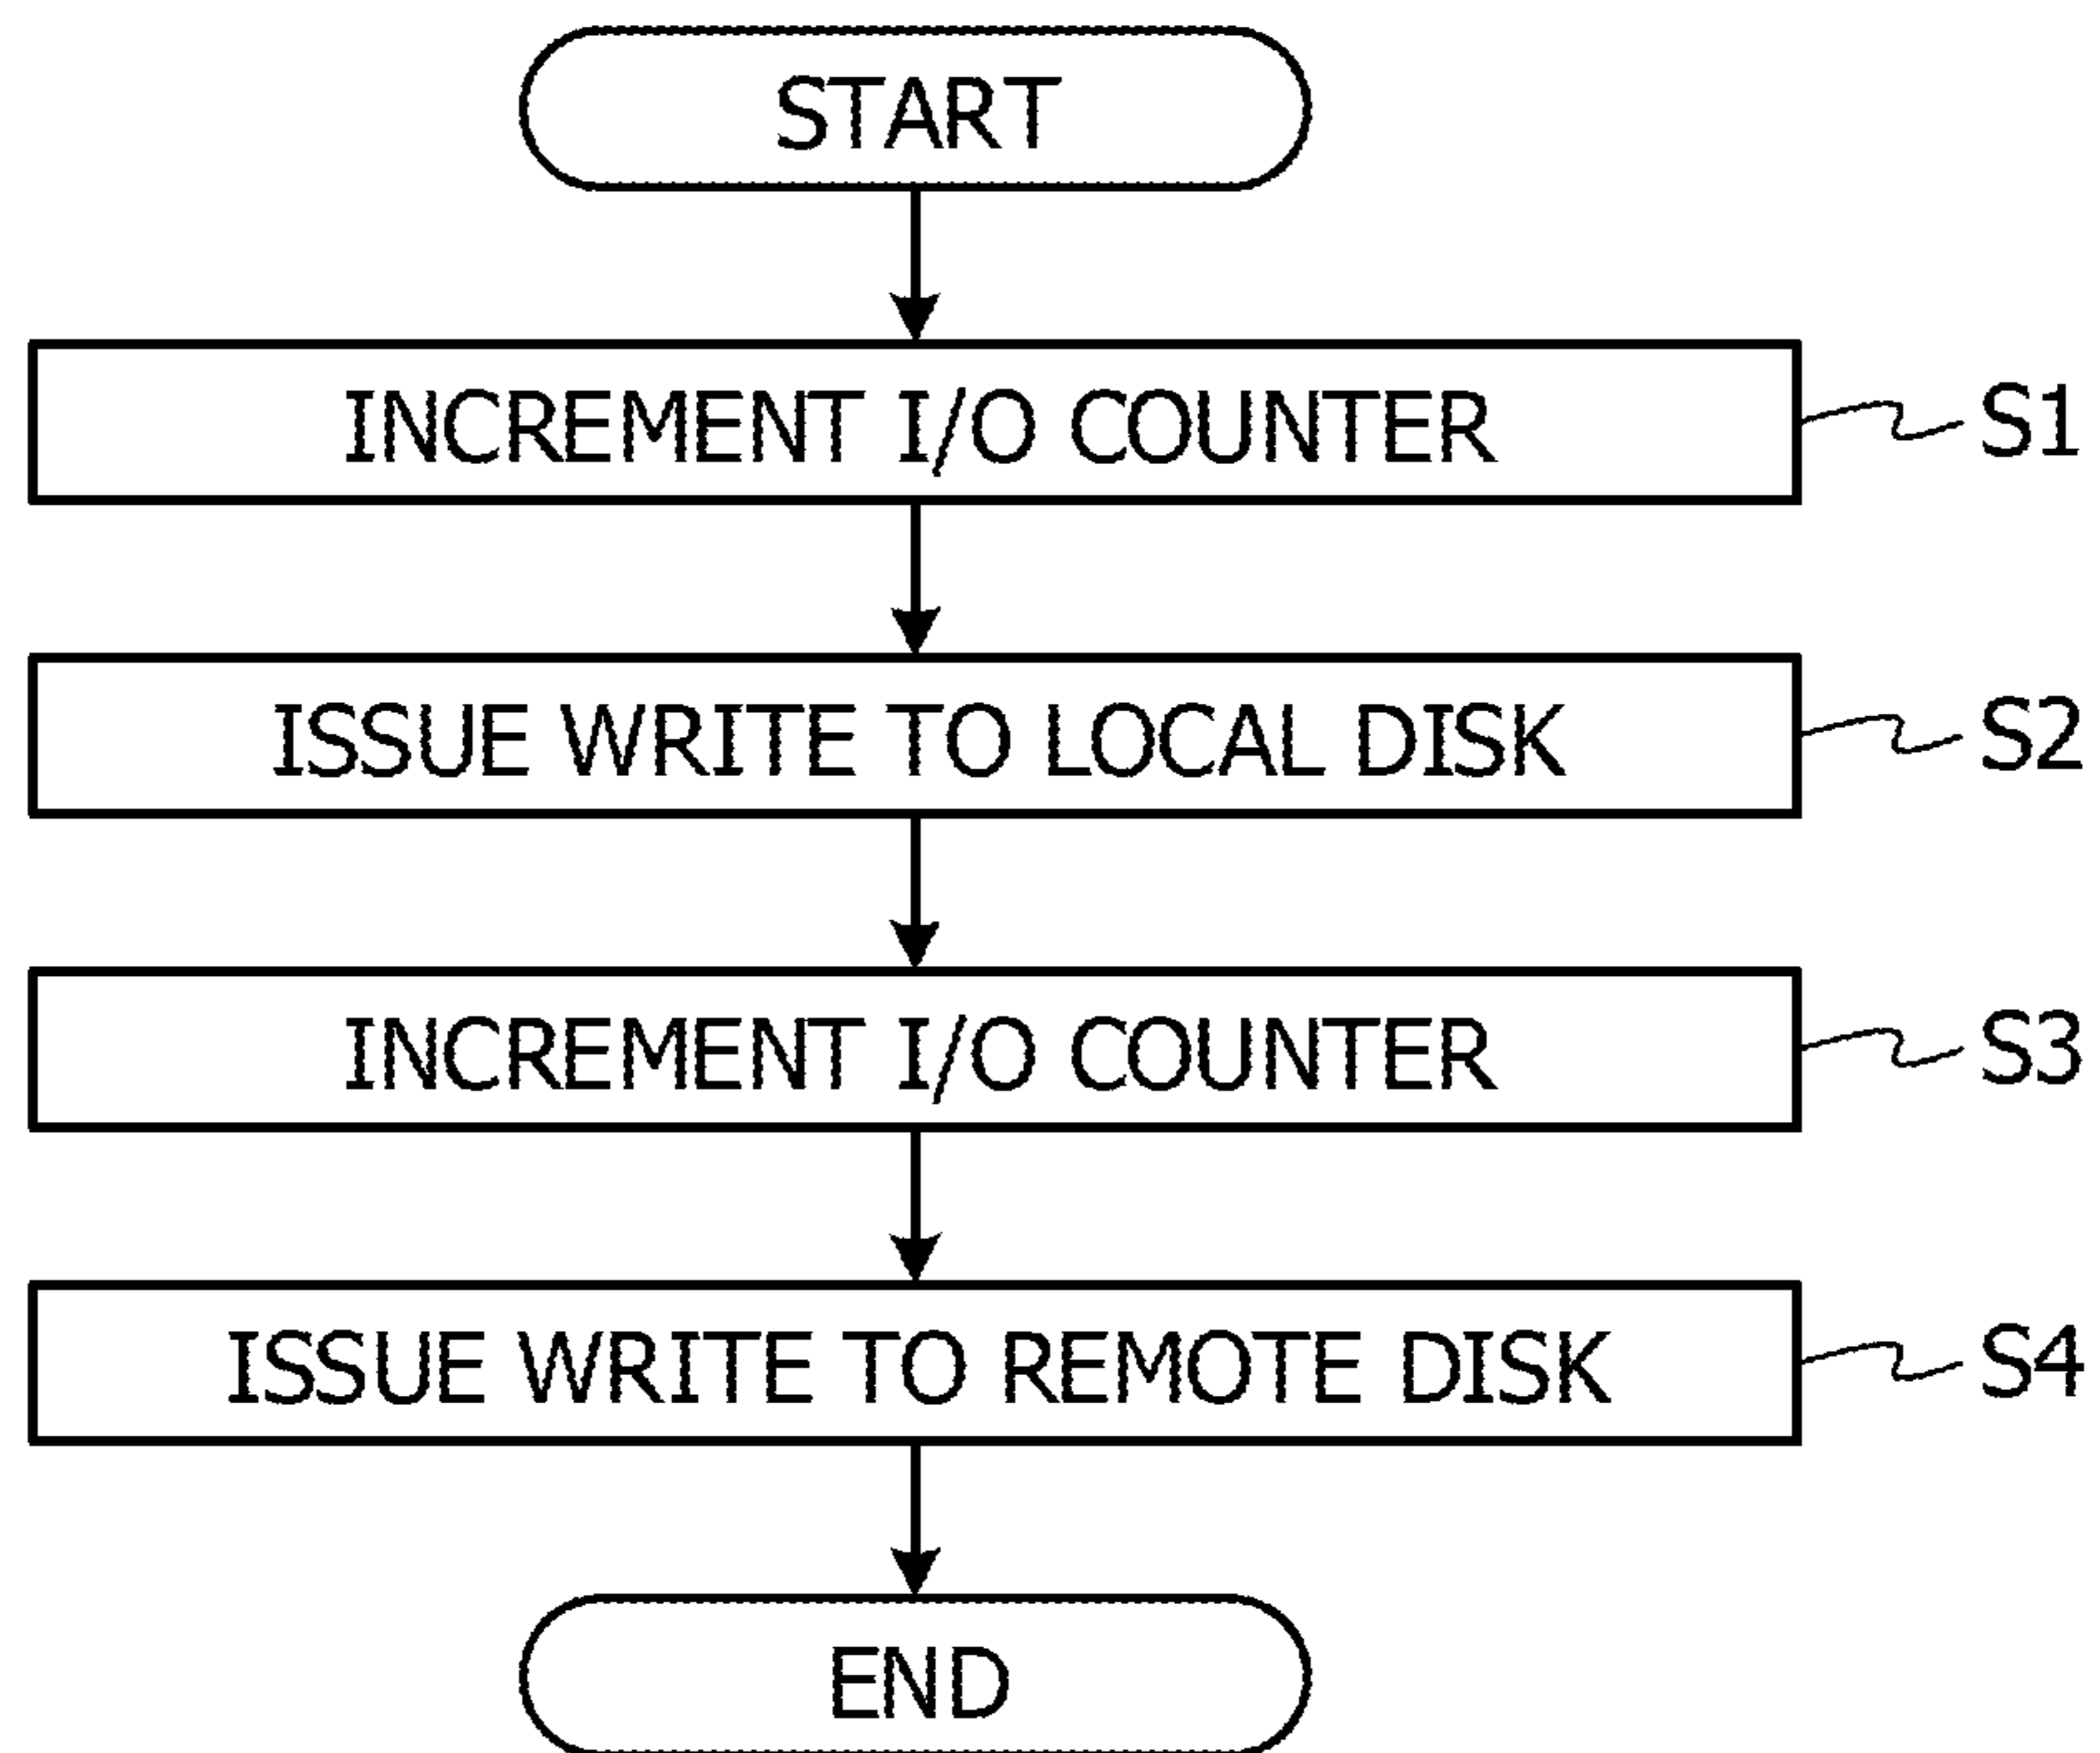 START
INCREMENT I/O COUNTER S1
ISSUE WRITE TO LOCAL DISK S2
INCREMENT I/O COUNTER S3
ISSUE WRITE TO REMOTE DISK S4
END